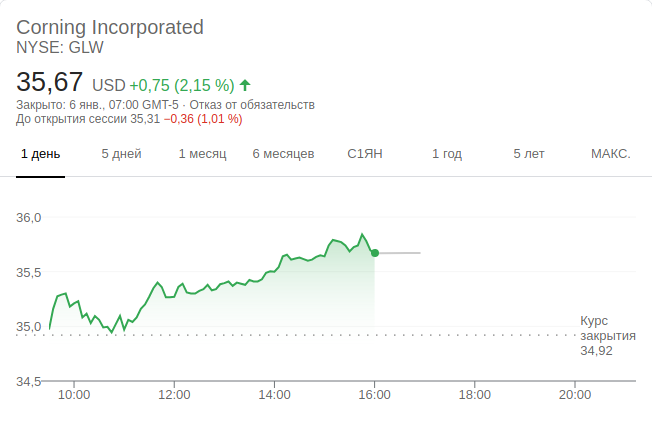 Corning Incorporated
NYSE: GLW
35,67 USD +0,75 (2,15 %)
Закрыто: 6 янв., 07:00 GMT-5 · Отказ от обязательств
До открытия сессии 35,31 −0,36 (1,01 %)
1 день 5 дней 1 месяц 6 месяцев С1ЯН 1 год 5 лет МАКС.
36,0
35,5
35,0
Курс
закрытия
34,92
34,5
10:00 12:00 14:00 16:00 18:00 20:00